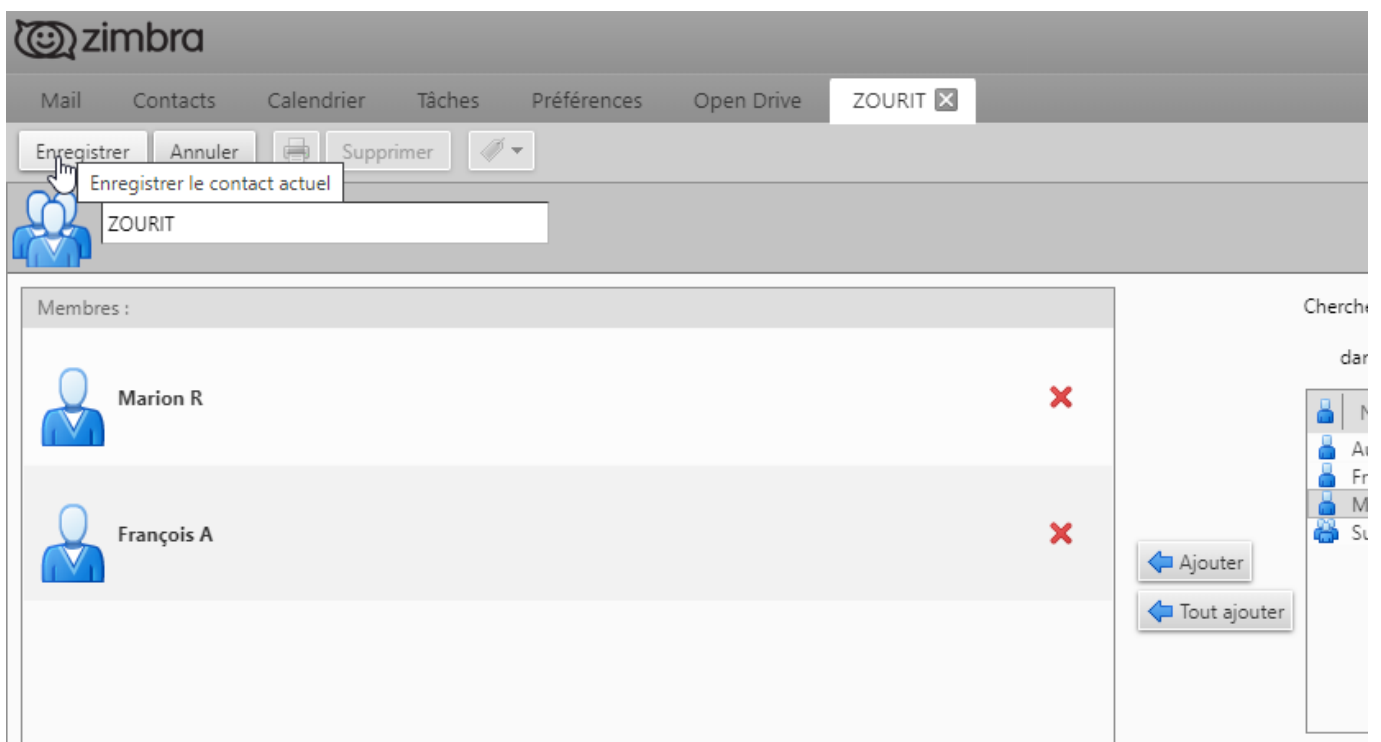 zimbra
Mail Contacts Calendrier Tâches Préférences Open Drive ZOURIT
Enregistrer Annuler Supprimer
Enregistrer le contact actuel
ZOURIT
Membres :
Marion R
François A
Ajouter
Tout ajouter